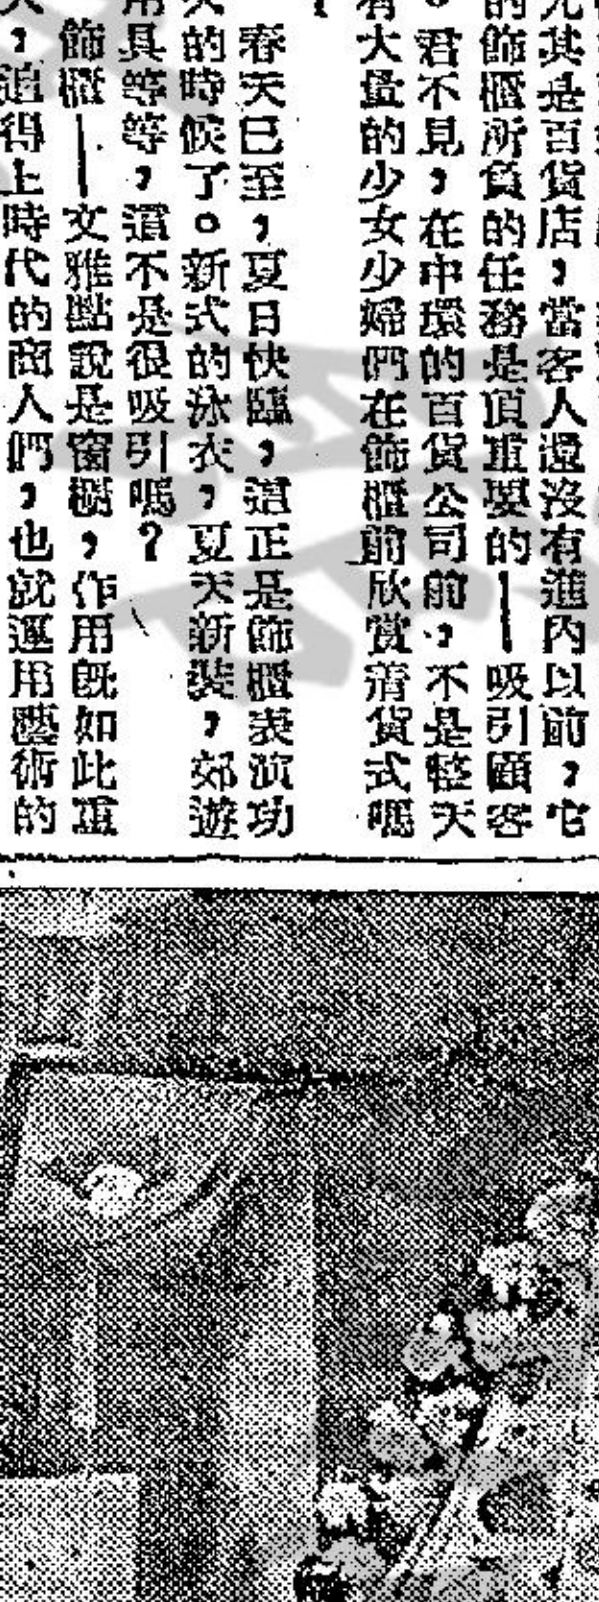 尤其是百貨店，當客人還沒有進內以前，它
的飾櫃所負的任務是頂重要的——吸引顧客
。君不見，在中環的百貨公司前，不是整天
有大量的少女少婦們在飾櫃前欣賞着貨式嗎
春天已至，夏日快臨，這正是飾櫃表演功
夫的時候了。新式的泳衣，夏天新裝，郊遊
用具等等，還不是很吸引嗎？
飾櫃——文雅點說是窗櫥，作用既如此重
，追得上時代的商人們，也就運用藝術的